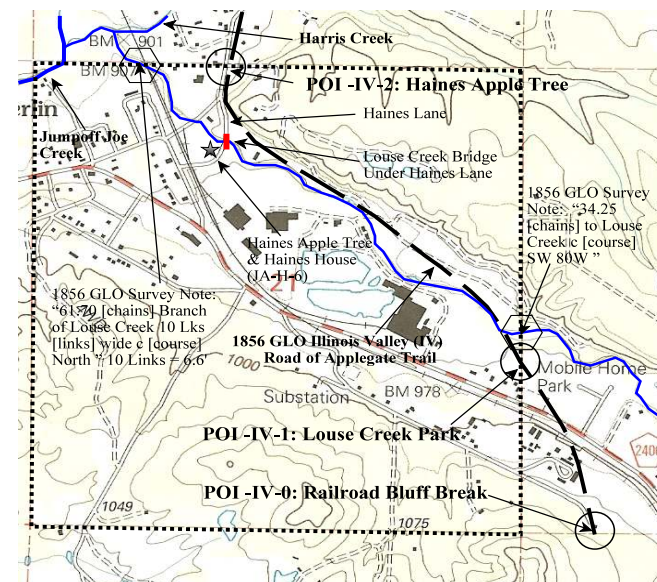 Harris Creek
BM 901
BM 90
POI -IV-2: Haines Apple Tree
Haines Lane
erlin
Jumpoff Joe
Creek
Louse Creek Bridge
Under Haines Lane
1856 GLO Survey
Note: “34.25
[chains] to Louse
Creek c [course]
SW 80W ”
Haines Apple Tree
& Haines House
(JA-H-6)
21
1856 GLO Survey Note:
“61.70 [chains] Branch
of Louse Creek 10 Lks
[links] wide c [course]
North ” 10 Links = 6.6'
1856 GLO Illinois Valley (IV)
Road of Applegate Trail
1000
BM 978
Substation
Mobile Home
Park
POI -IV-1: Louse Creek Park
2400
POI -IV-0: Railroad Bluff Break
1049
1075